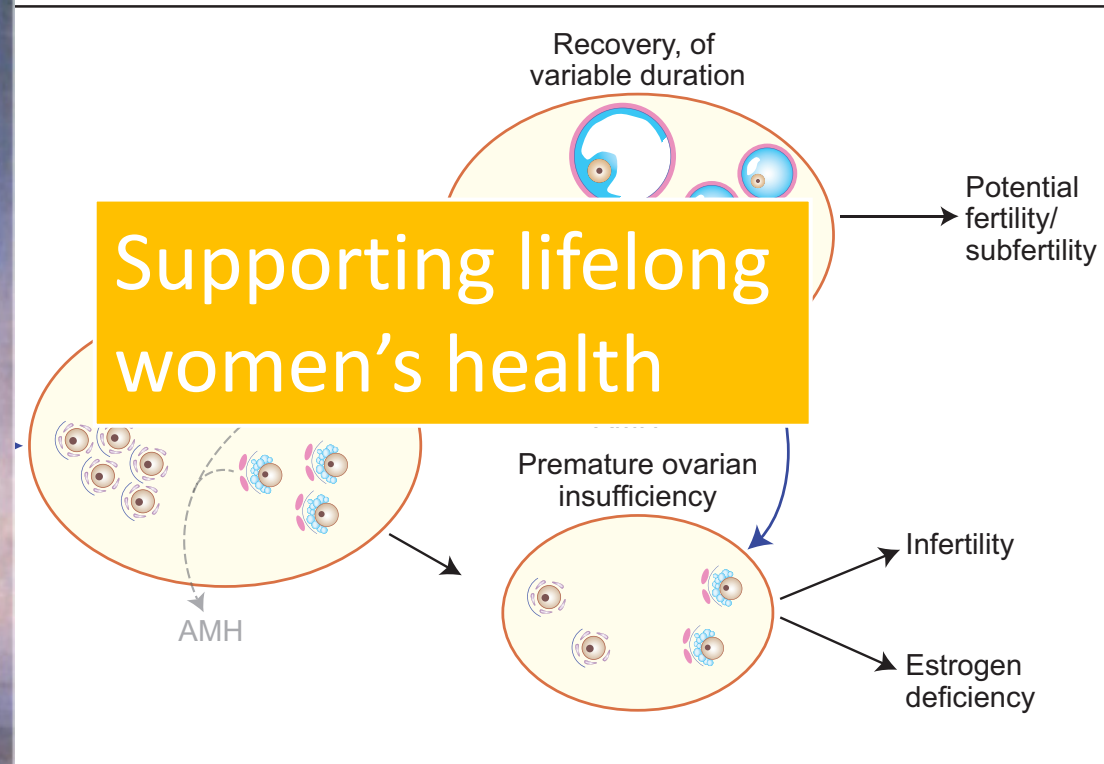 Recovery, of
variable duration
Potential
fertility/
subfertility
Supporting lifelong
women's health
Premature ovarian
insufficiency
Infertility
AMH
Estrogen
deficiency